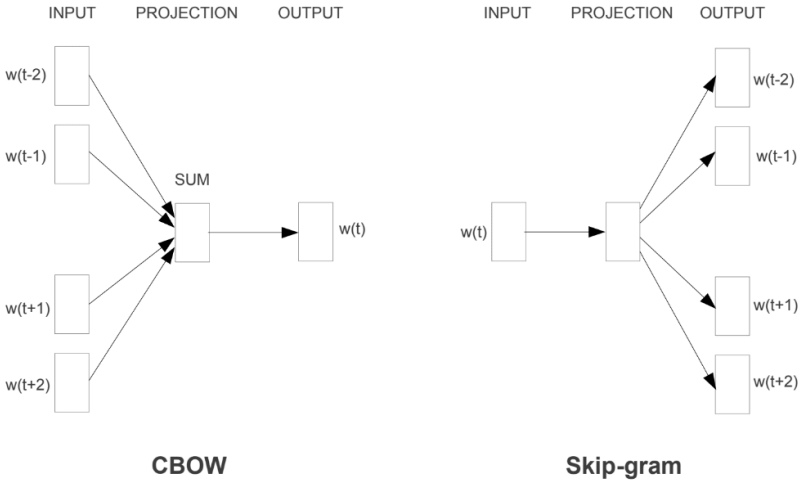 INPUT PROJECTION OUTPUT
w(t-2)
w(t-1)
SUM
w(t)
w(t+1)
w(t+2)
CBOW
INPUT PROJECTION OUTPUT
w(t-2)
w(t-1)
w(t)
w(t+1)
w(t+2)
Skip-gram